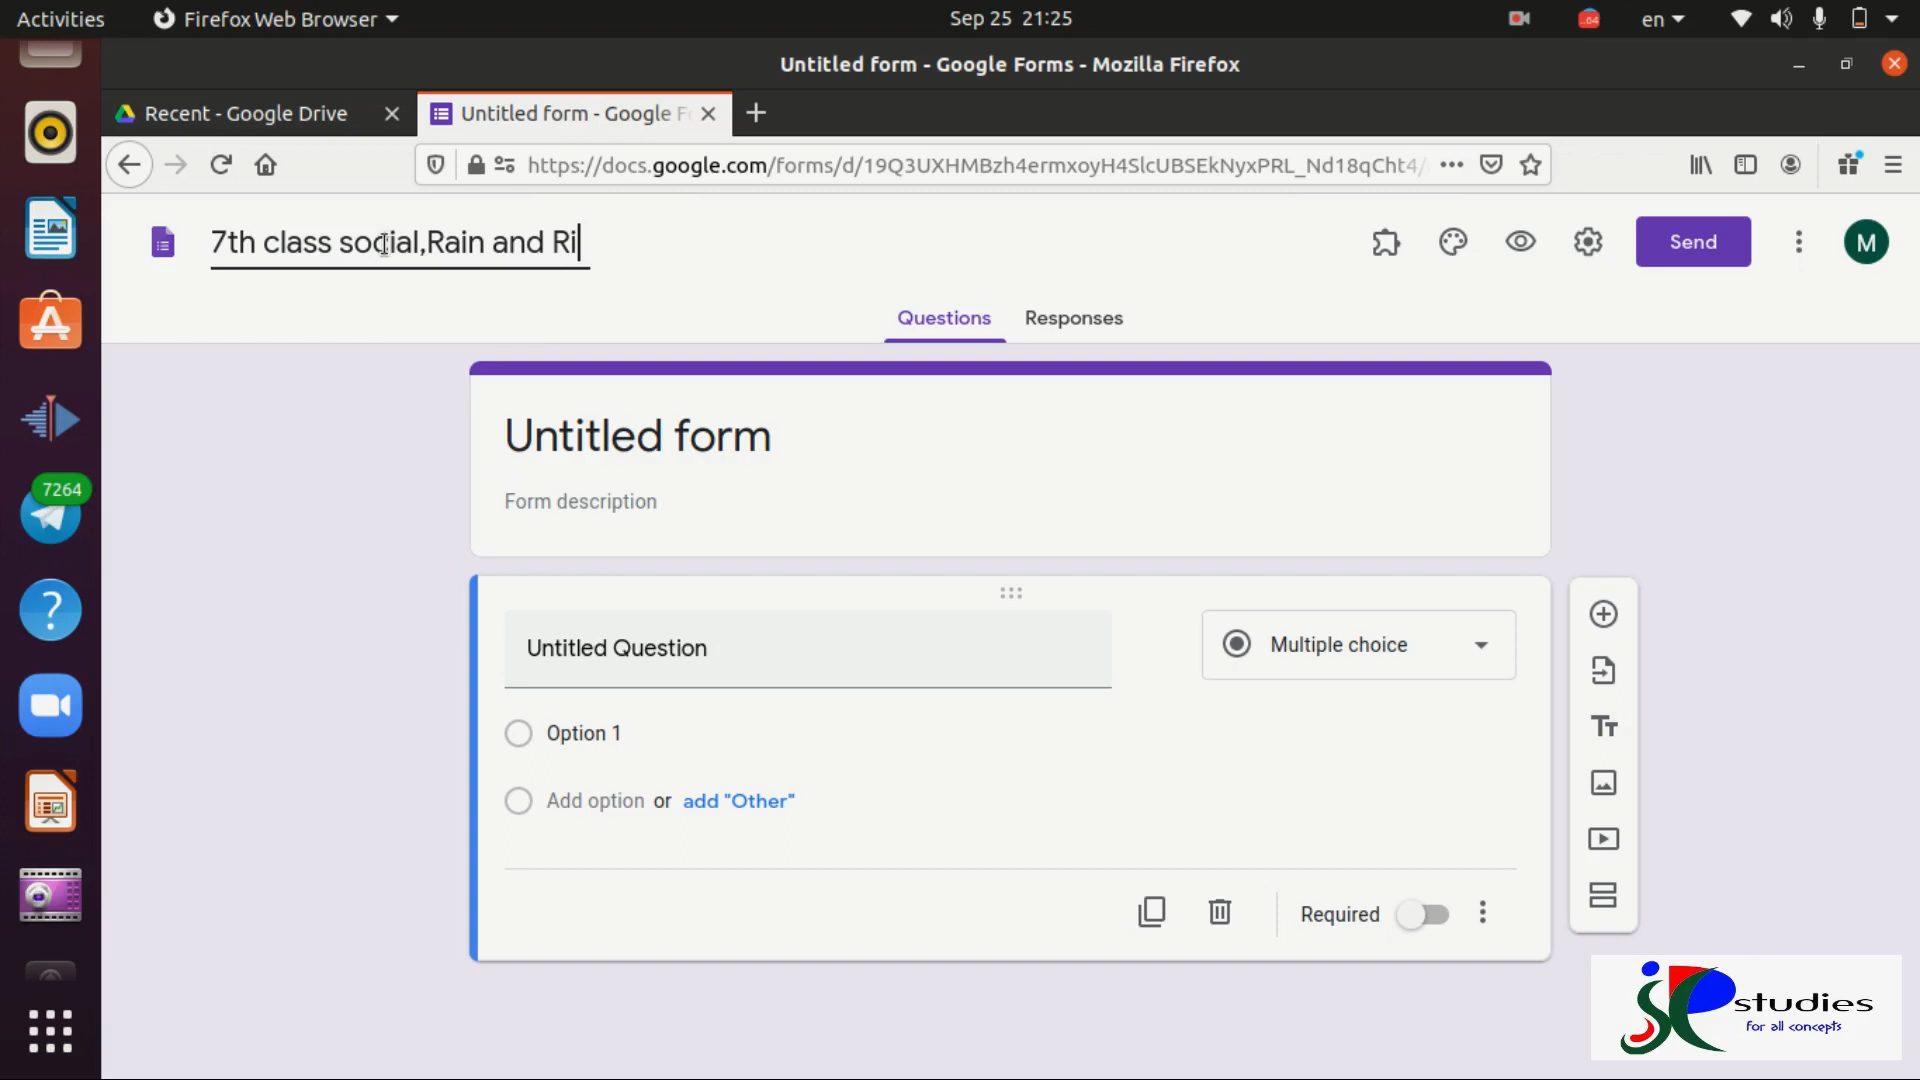 Activities Firefox Web Browser Sep 25 21:25 64 en
Untitled form - Google Forms - Mozilla Firefox
Recent - Google Drive Untitled form - Google F
https://docs.google.com/forms/d/19Q3UXHMBzh4ermxoyH4SlcUBSEkNyxPRL_Nd18qCht4/
7th class social,Rain and Ri Send M
Questions Responses
Untitled form
Form description
7264
Untitled Question Multiple choice
Option 1
Add option or add "Other"
Required
studies
for all concepts